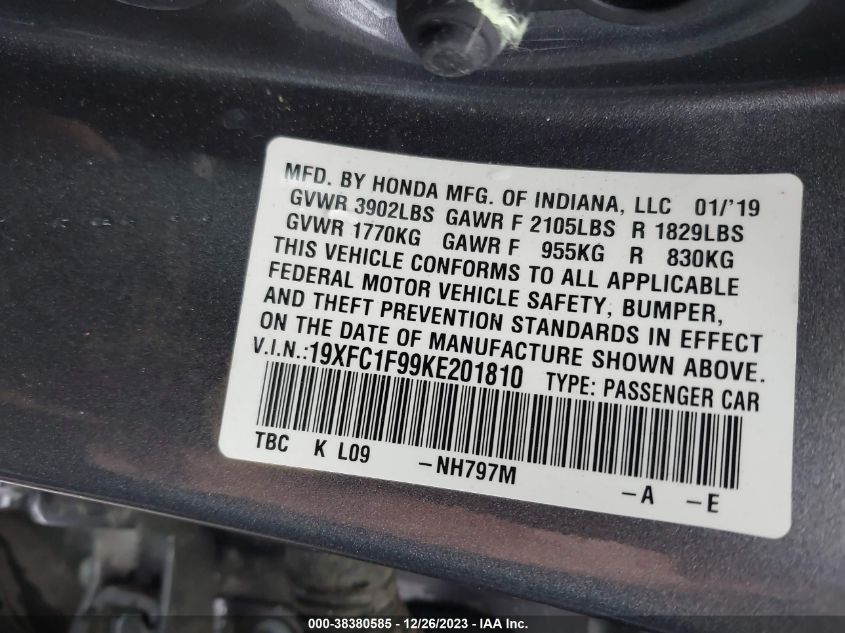 MFD. BY HONDA MFG. OF INDIANA, LLC 01/'19
GVWR 3902LBS GAWR F 2105LBS R 1829LBS
GVWR 1770KG GAWR F 955KG R 830KG
THIS VEHICLE CONFORMS TO ALL APPLICABLE
FEDERAL MOTOR VEHICLE SAFETY, BUMPER,
AND THEFT PREVENTION STANDARDS IN EFFECT
ON THE DATE OF MANUFACTURE SHOWN ABOVE.
V.I.N.:19XFC1F99KE201810 TYPE: PASSENGER CAR
TBC K L09 -NH797M -A -E
000-38380585 - 12/26/2023 - IAA Inc.